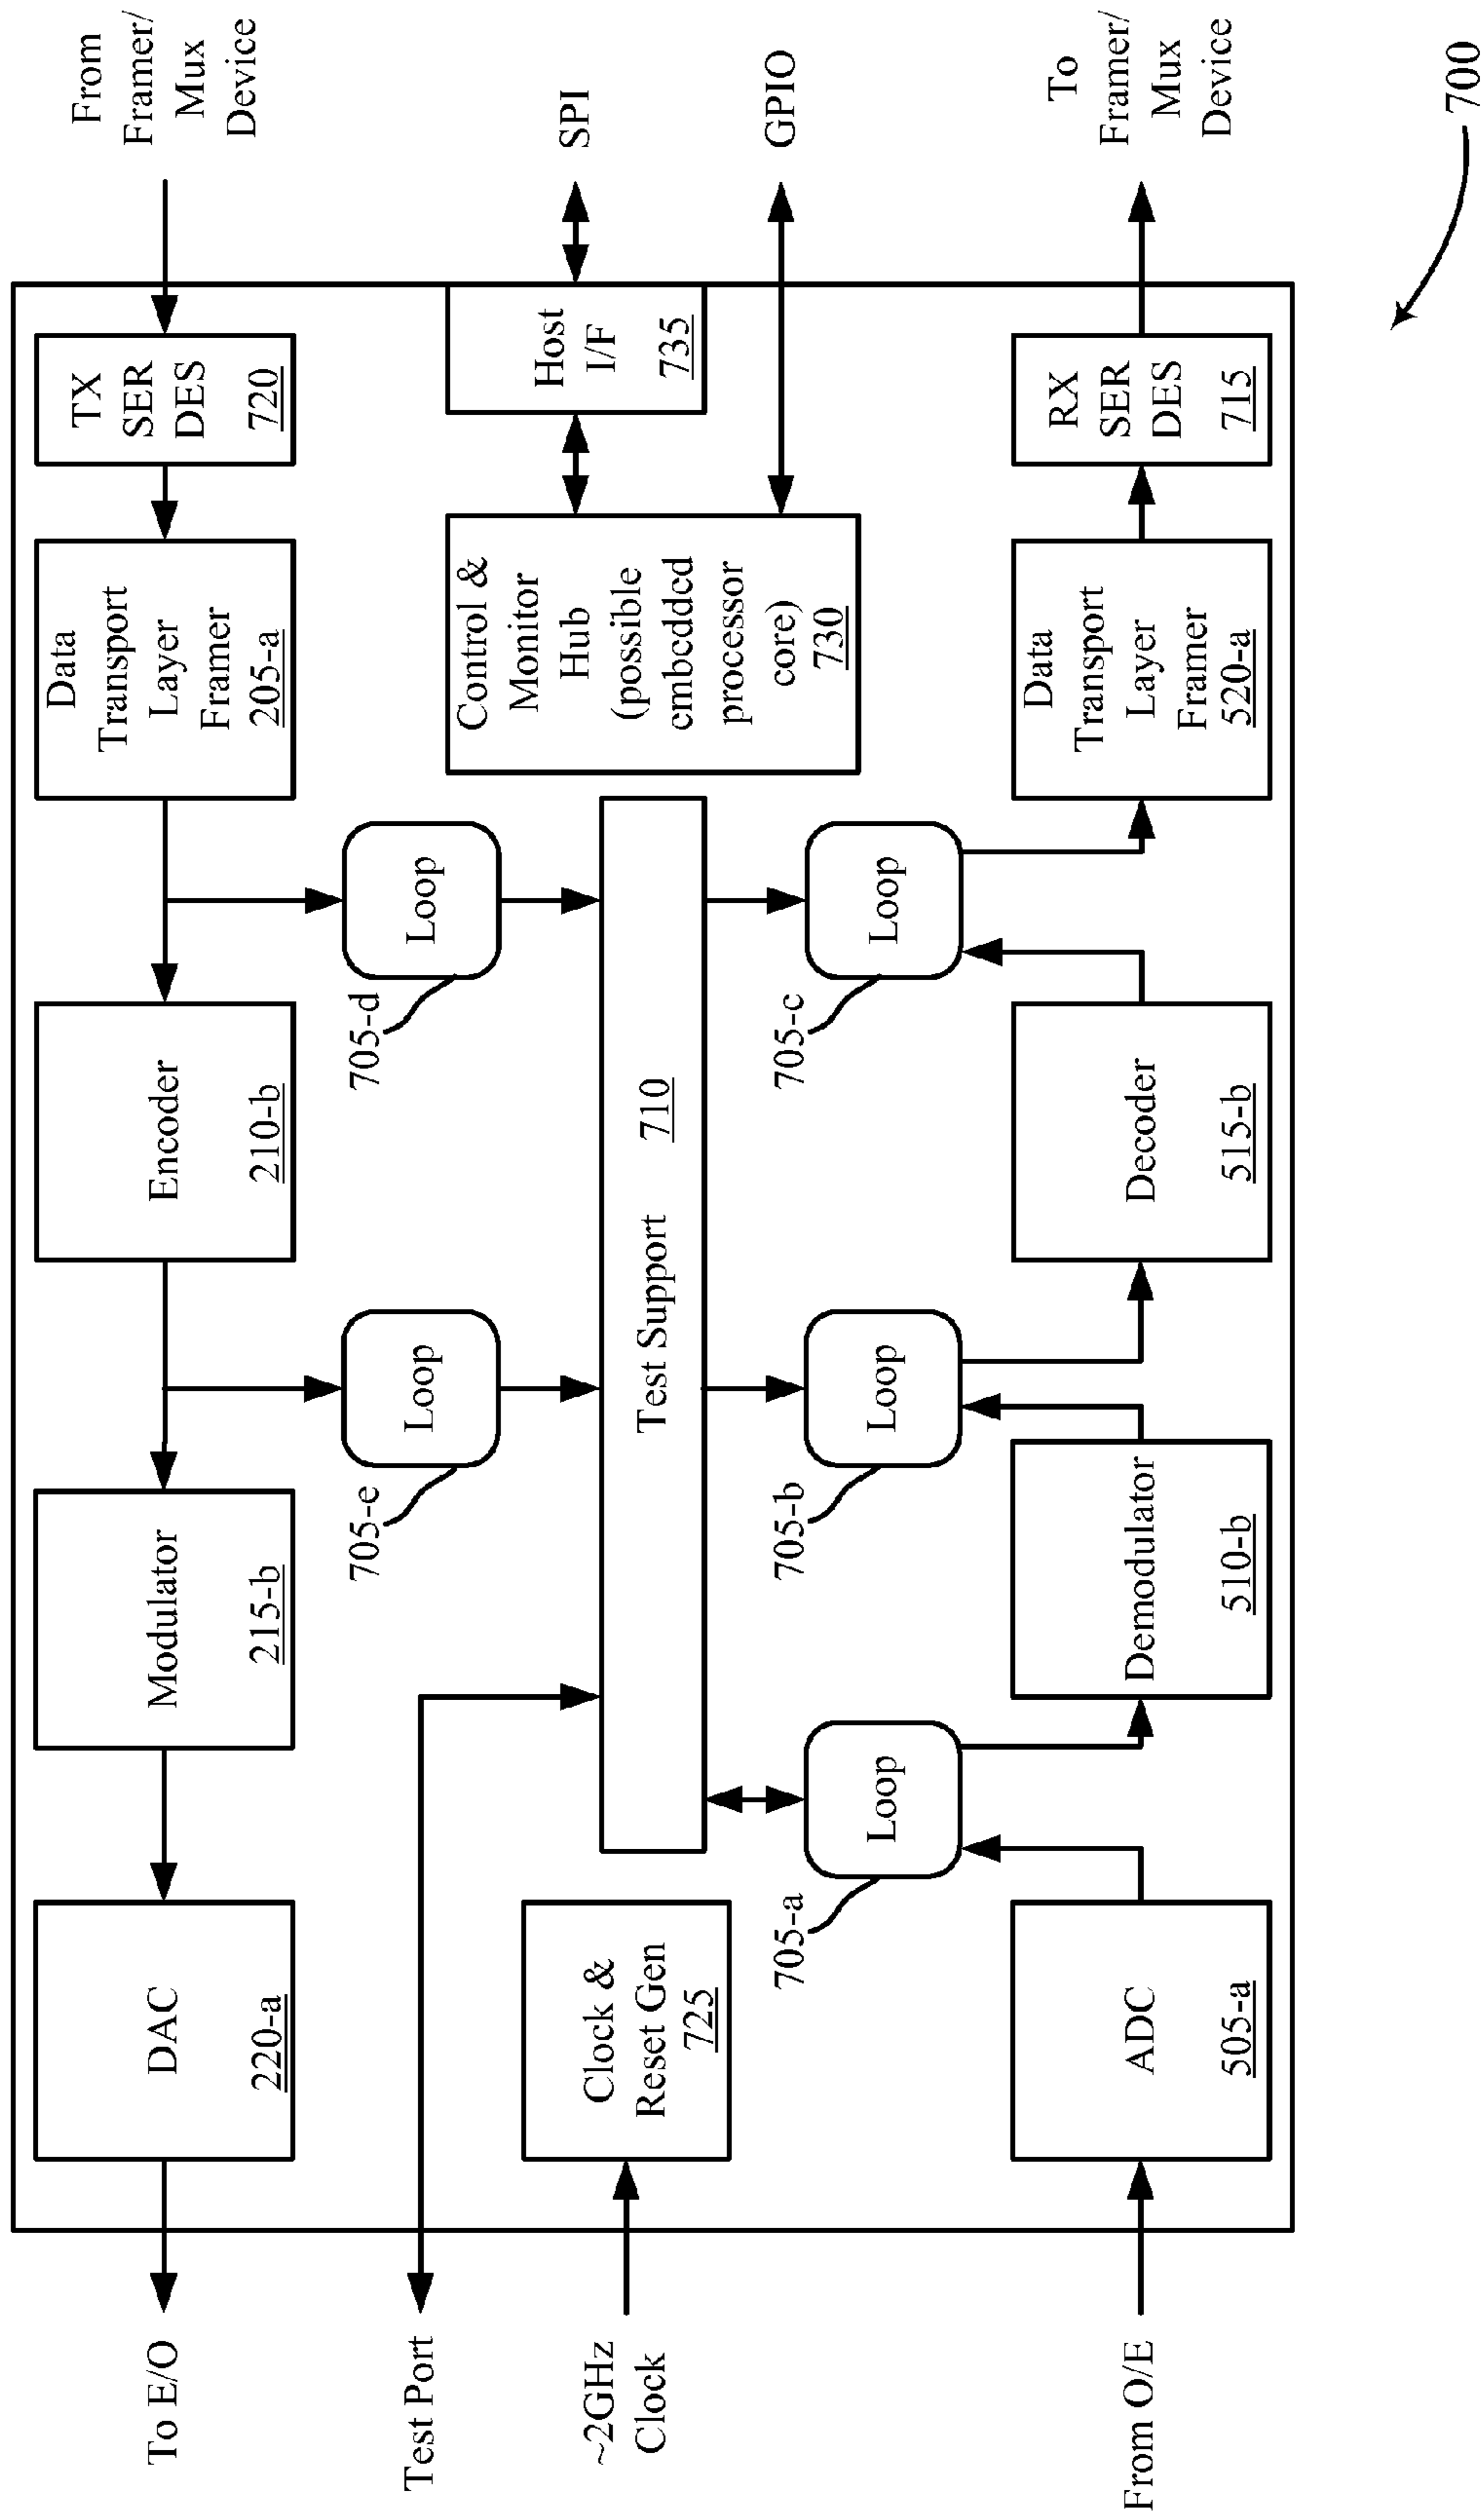 To E/O
DAC
220-a
Modulator
215-b
Encoder
210-b
Data
Transport
Layer
Framer
205-a
TX
SER
DES
720
From
Framer/
Mux
Device
Test Port
705-e
Loop
705-d
Loop
~2GHz
Clock
Clock &
Reset Gen
725
Test Support
710
Control &
Monitor
Hub
(possible
embedded
processor
core)
730
Host
I/F
735
SPI
GPIO
705-a
Loop
705-b
Loop
705-c
Loop
From O/E
ADC
505-a
Demodulator
510-b
Decoder
515-b
Data
Transport
Layer
Framer
520-a
RX
SER
DES
715
To
Framer/
Mux
Device
700